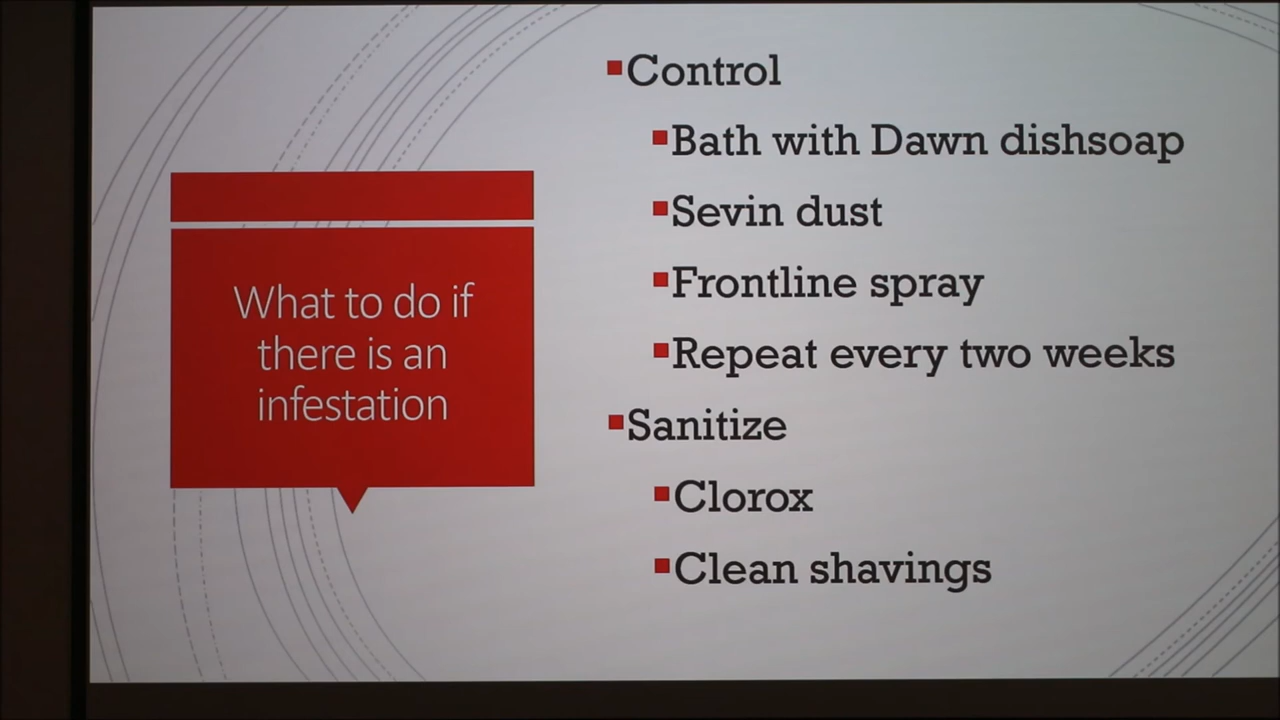 What to do if
there is an
infestation
Control
Bath with Dawn dishsoap
Sevin dust
Frontline spray
Repeat every two weeks
Sanitize
Clorox
Clean shavings